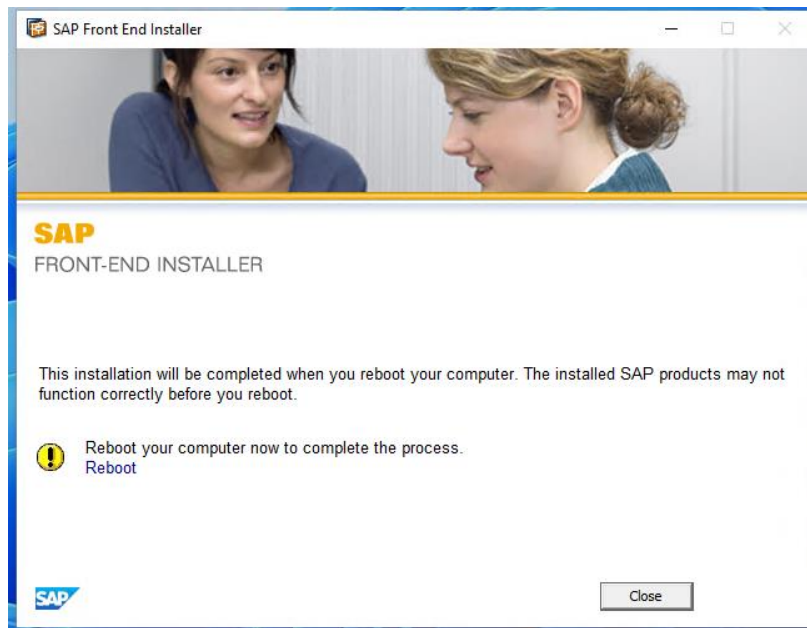 SAP Front End Installer
SAP
FRONT-END INSTALLER
This installation will be completed when you reboot your computer. The installed SAP products may not
function correctly before you reboot.
Reboot your computer now to complete the process.
Reboot
SAP
Close